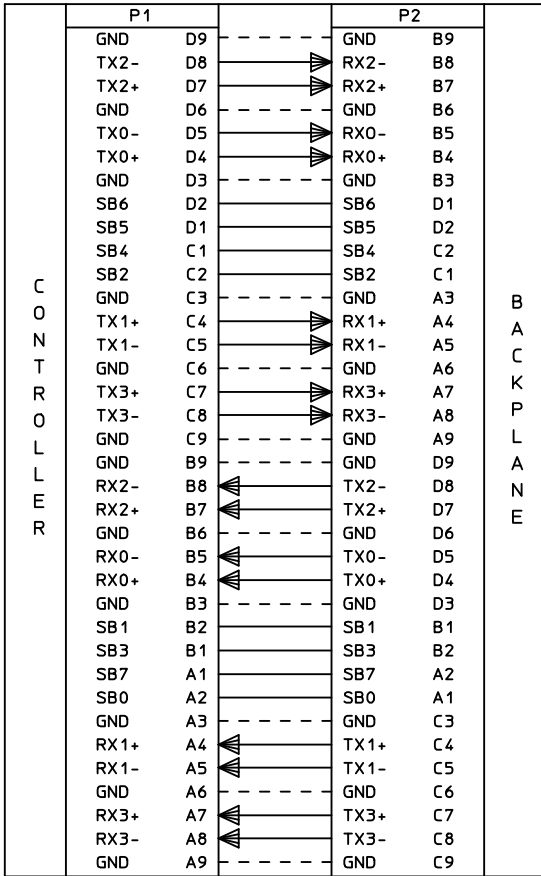 P1 P2
GND D9 GND B9
TX2- D8 RX2- B8
TX2+ D7 RX2+ B7
GND D6 GND B6
TX0- D5 RX0- B5
TX0+ D4 RX0+ B4
GND D3 GND B3
SB6 D2 SB6 D1
SB5 D1 SB5 D2
SB4 C1 SB4 C2
SB2 C2 SB2 C1
GND C3 GND A3
TX1+ C4 RX1+ A4
TX1- C5 RX1- A5
GND C6 GND A6
TX3+ C7 RX3+ A7
TX3- C8 RX3- A8
GND C9 GND A9
GND B9 GND D9
RX2- B8 TX2- D8
RX2+ B7 TX2+ D7
GND B6 GND D6
RX0- B5 TX0- D5
RX0+ B4 TX0+ D4
GND B3 GND D3
SB1 B2 SB1 B1
SB3 B1 SB3 B2
SB7 A1 SB7 A2
SB0 A2 SB0 A1
GND A3 GND C3
RX1+ A4 TX1+ C4
RX1- A5 TX1- C5
GND A6 GND C6
RX3+ A7 TX3+ C7
RX3- A8 TX3- C8
GND A9 GND C9
CONTROLLER
BACKPLANE